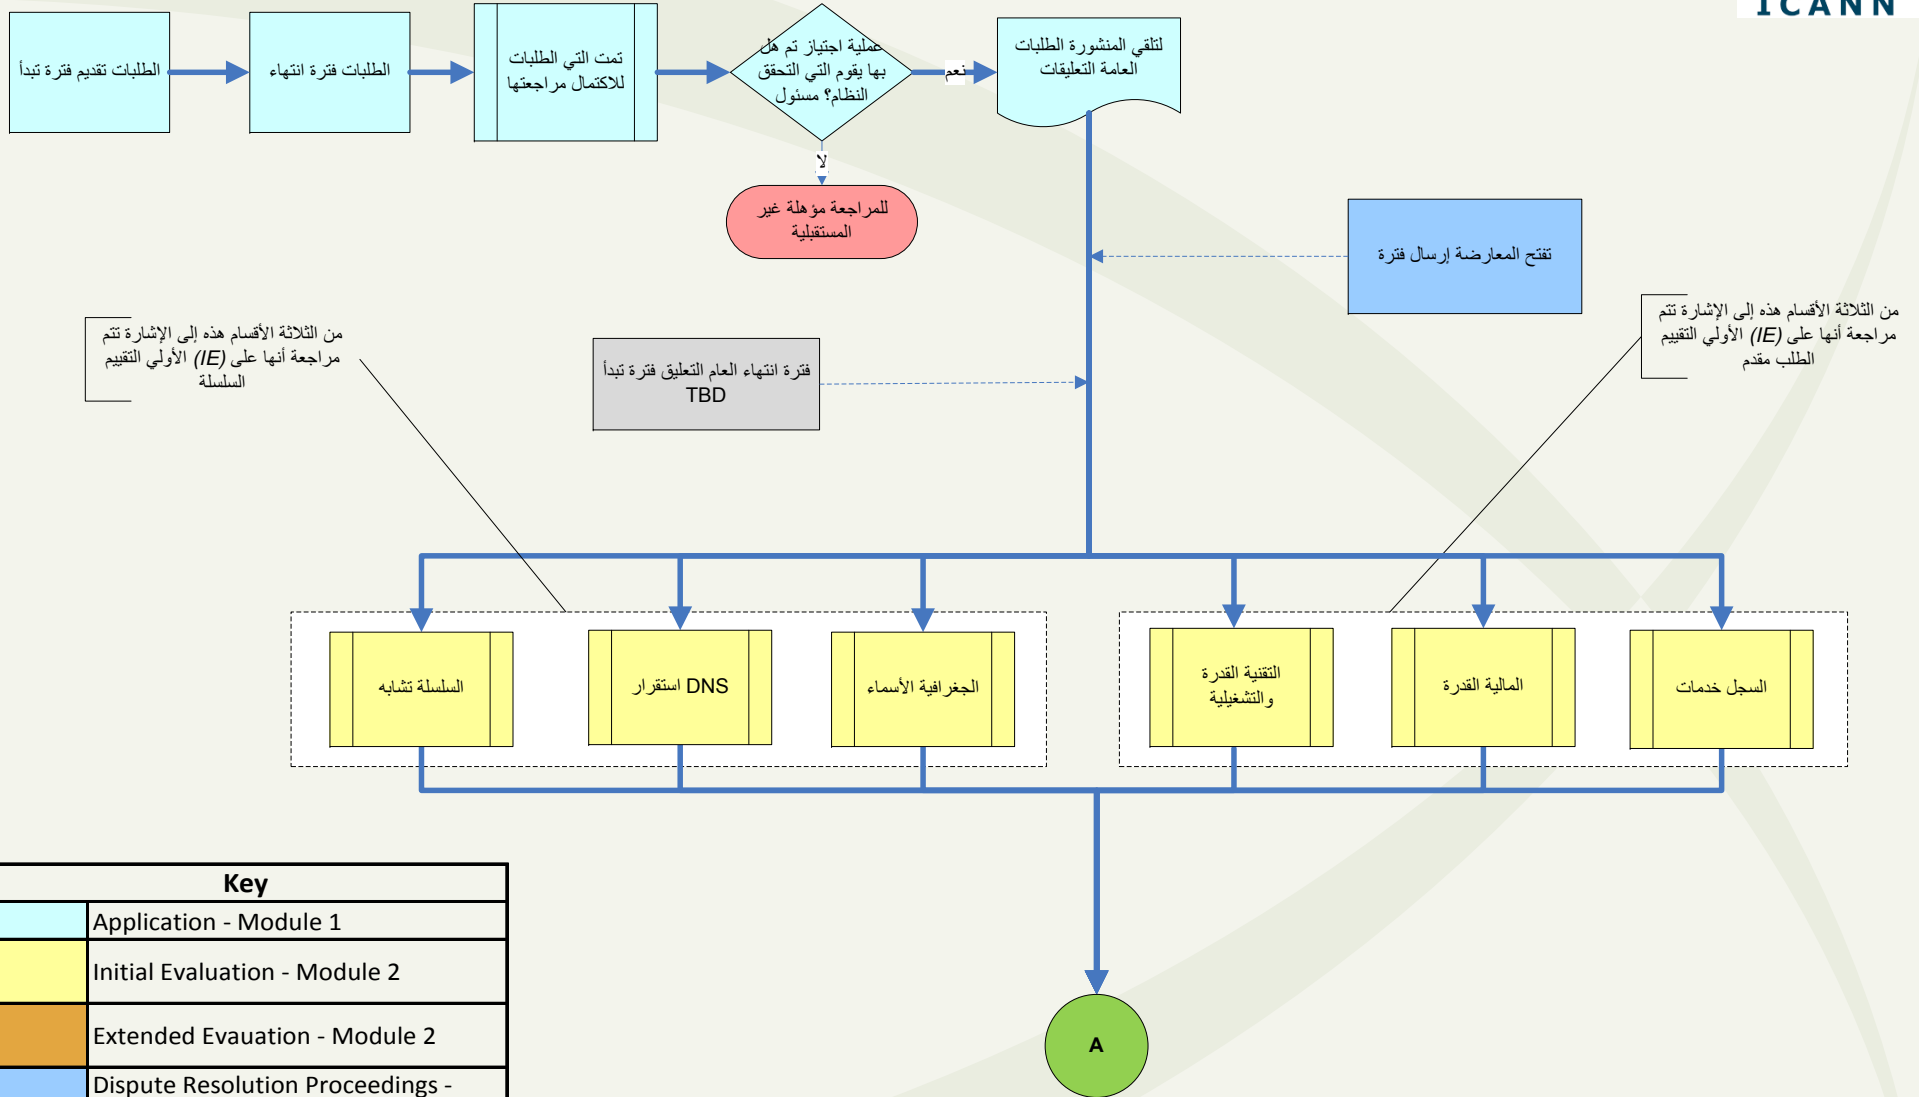 ICANN
الطلبات تقديم فترة تبدأ
الطلبات فترة انتهاء
تمت التي الطلبات
للاكتمال مراجعتها
عملية اجتياز تم هل
بها يقوم التي التحقق
النظام؟ مسئول
نعم
لتلقي المنشورة الطلبات
العامة التعليقات
لا
للمراجعة مؤهلة غير
المستقبلية
تفتح المعارضة إرسال فترة
من الثلاثة الأقسام هذه إلى الإشارة تتم
مراجعة أنها على (IE) الأولي التقييم
الطلب مقدم
من الثلاثة الأقسام هذه إلى الإشارة تتم
مراجعة أنها على (IE) الأولي التقييم
السلسلة
فترة انتهاء العام التعليق فترة تبدأ
TBD
السلسلة تشابه
DNS استقرار
الجغرافية الأسماء
التقنية القدرة
والتشغيلية
المالية القدرة
السجل خدمات
Key
Application - Module 1
Initial Evaluation - Module 2
Extended Evauation - Module 2
Dispute Resolution Proceedings -
A